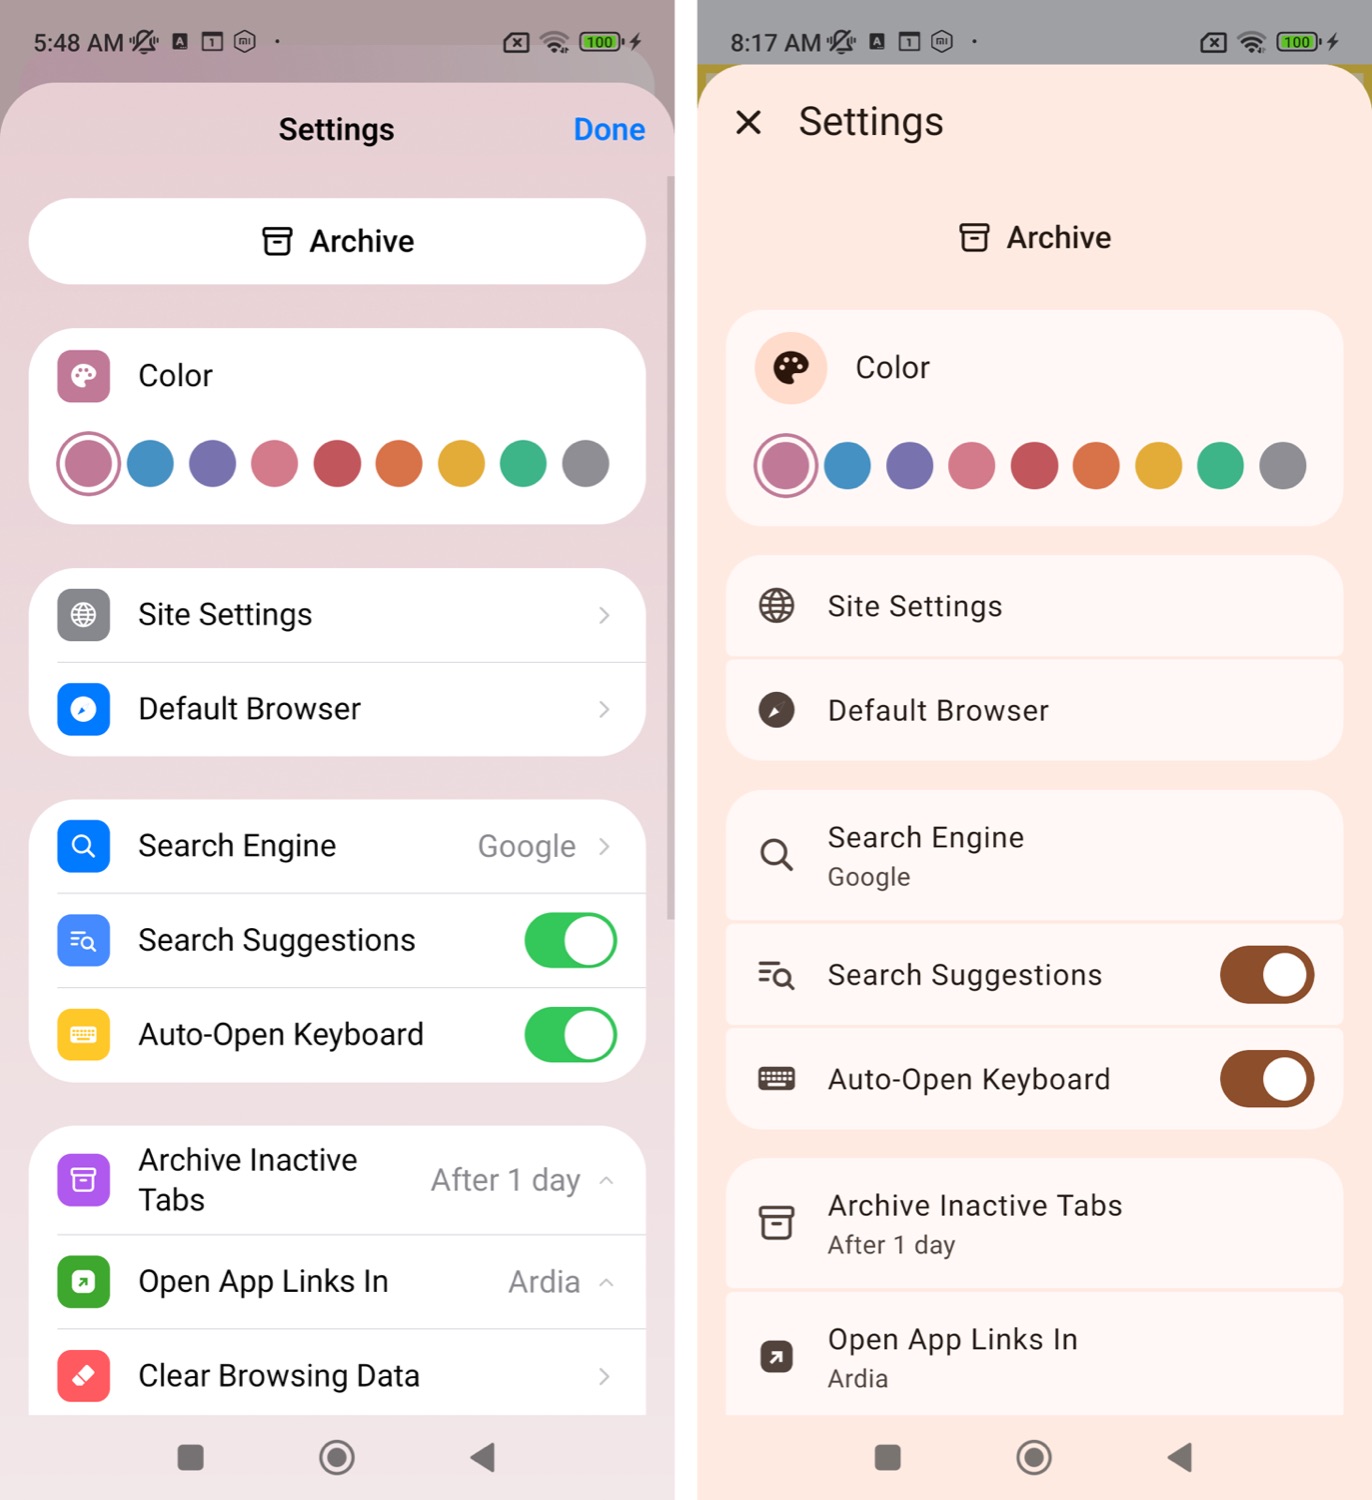 5:48 AM
100
Settings
Done
Archive
Color
Site Settings
Default Browser
Search Engine
Google
Search Suggestions
Auto-Open Keyboard
Archive Inactive
Tabs
After 1 day
Open App Links In
Ardia
Clear Browsing Data
8:17 AM
100
Settings
Archive
Color
Site Settings
Default Browser
Search Engine
Google
Search Suggestions
Auto-Open Keyboard
Archive Inactive Tabs
After 1 day
Open App Links In
Ardia